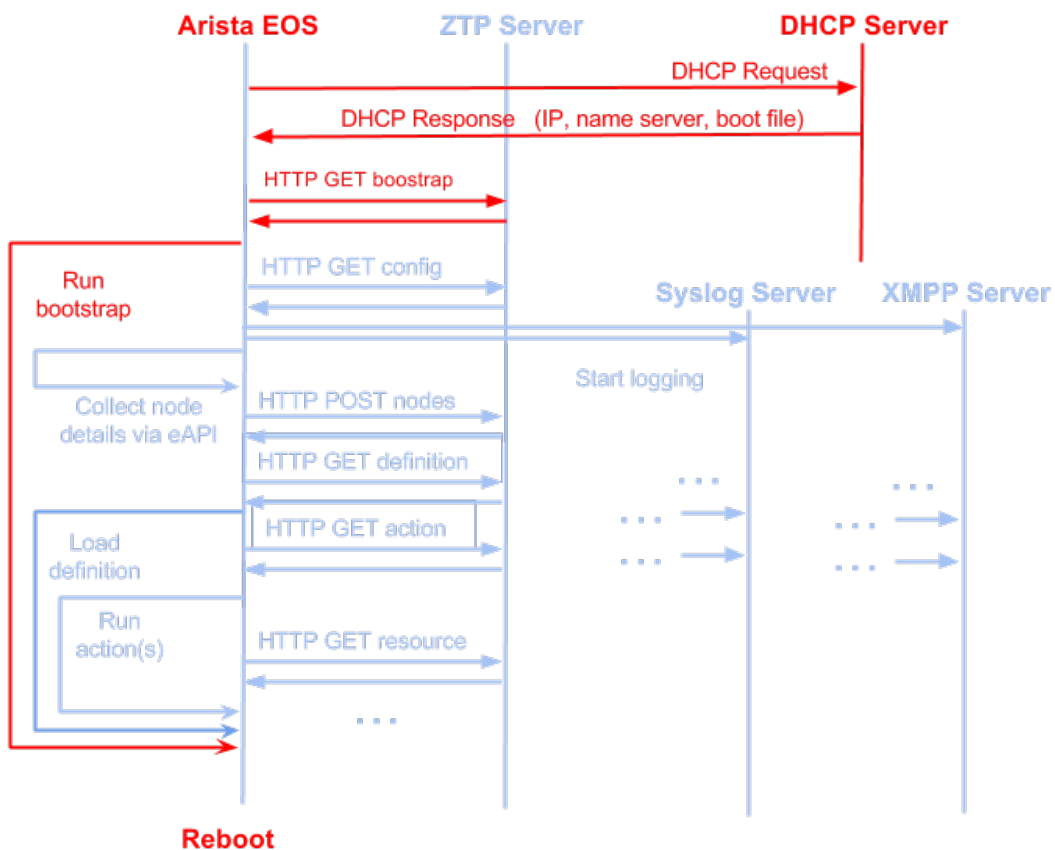 Arista EOS
ZTP Server
DHCP Server
DHCP Request
DHCP Response (IP, name server, boot file)
HTTP GET boostrap
Run
bootstrap
HTTP GET config
Syslog Server
XMPP Server
Start logging
Collect node
details via eAPI
HTTP POST nodes
HTTP GET definition
...
...
HTTP GET action
...
...
Load
definition
...
...
Run
action(s)
HTTP GET resource
...
Reboot